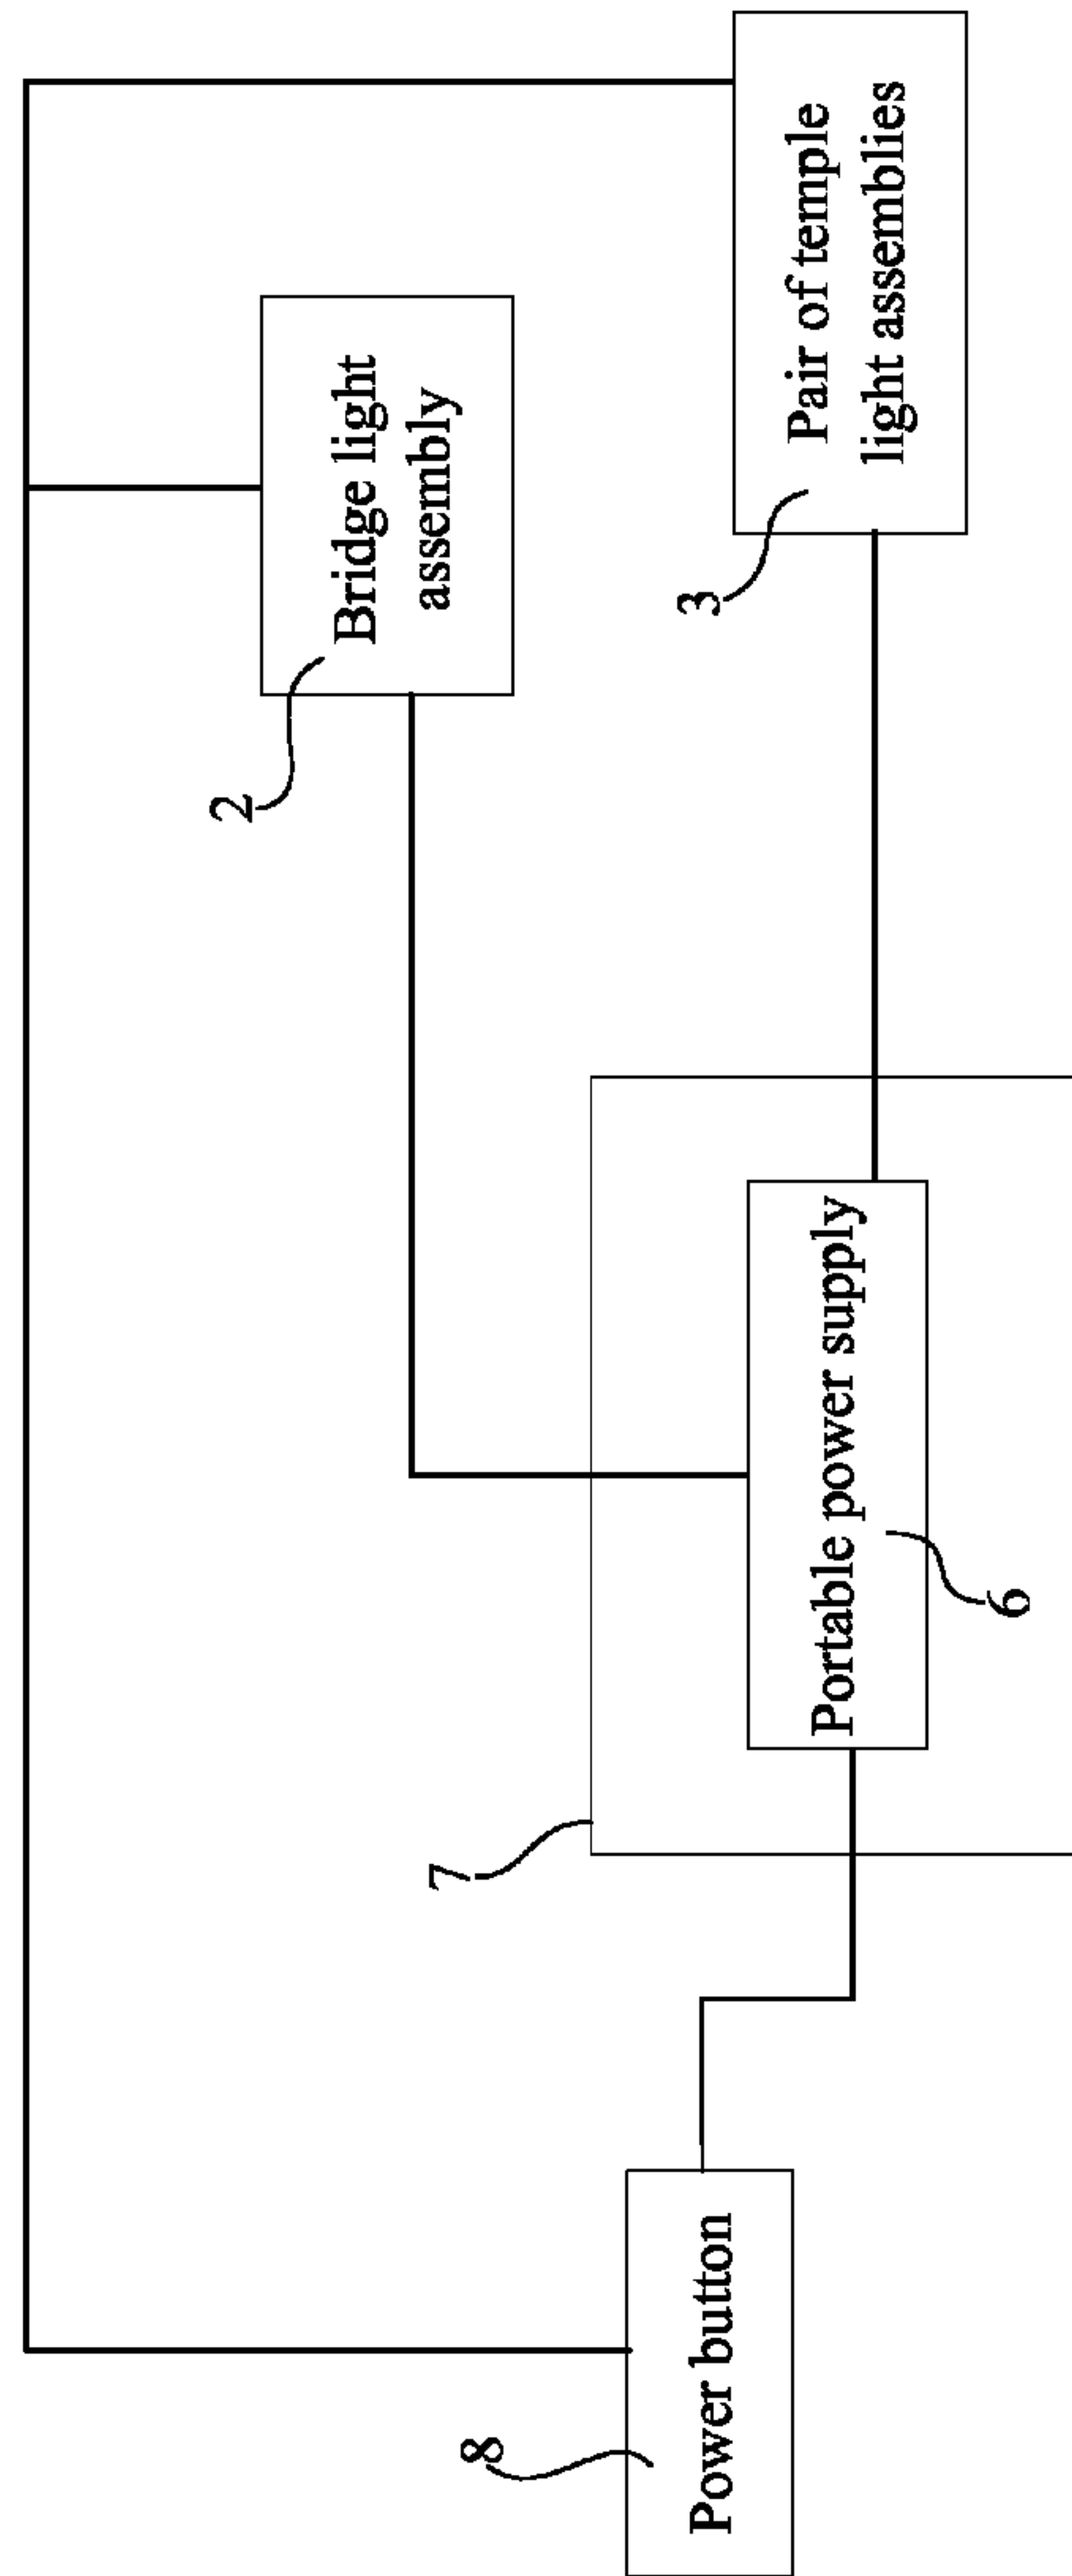 2
Bridge light
assembly
3
Pair of temple
light assemblies
7
Portable power supply
6
8
Power button